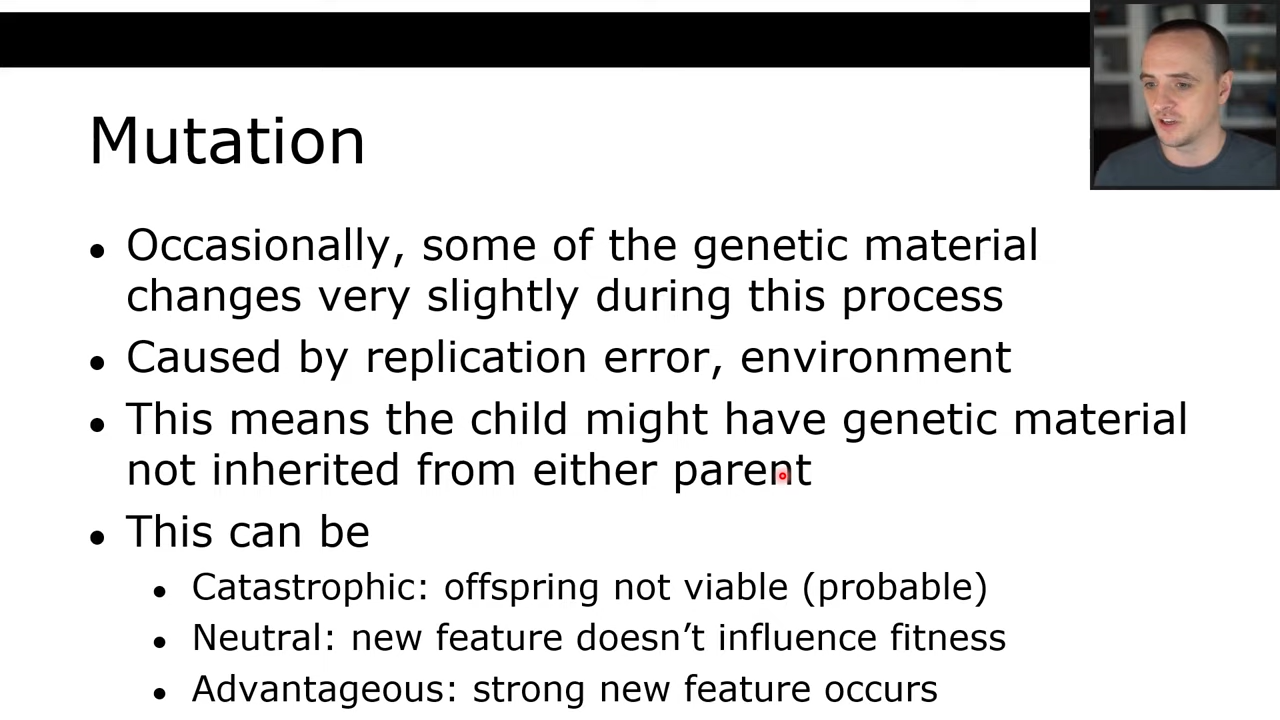 Mutation
• Occasionally, some of the genetic material
changes very slightly during this process
• Caused by replication error, environment
• This means the child might have genetic material
not inherited from either parent
• This can be
• Catastrophic: offspring not viable (probable)
• Neutral: new feature doesn’t influence fitness
• Advantageous: strong new feature occurs